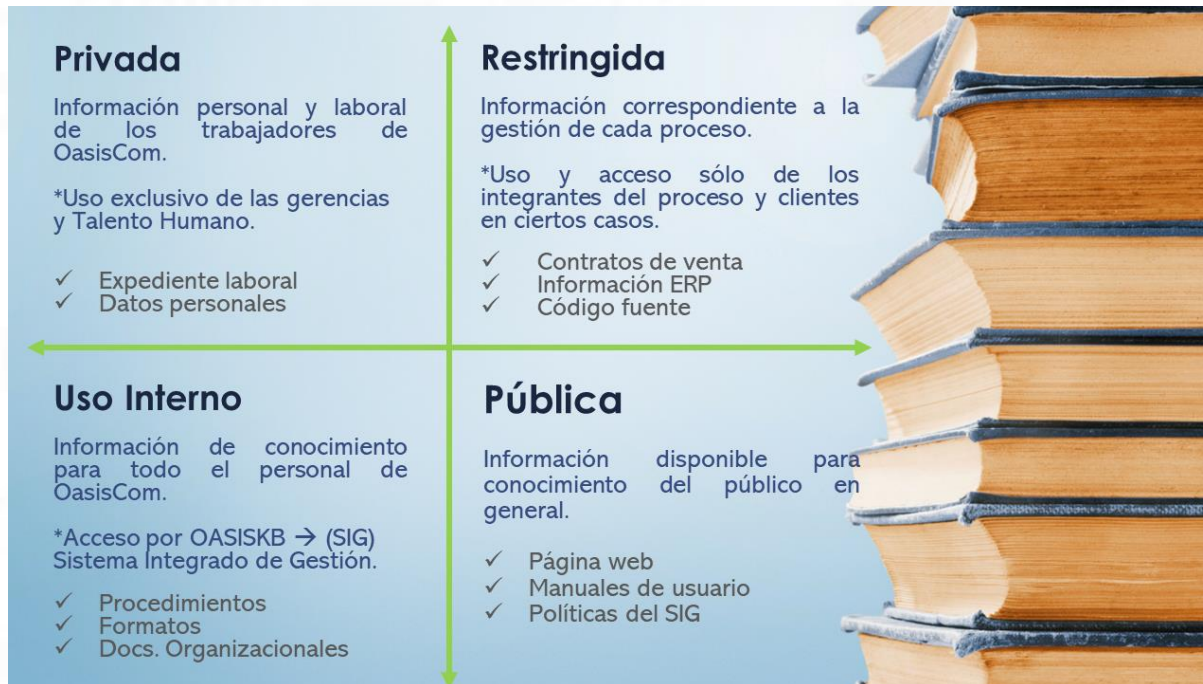 Privada
Información personal y laboral
de los trabajadores de
OasisCom.
*Uso exclusivo de las gerencias
y Talento Humano.
✓ Expediente laboral
✓ Datos personales
Restringida
Información correspondiente a la
gestión de cada proceso.
*Uso y acceso sólo de los
integrantes del proceso y clientes
en ciertos casos.
✓ Contratos de venta
✓ Información ERP
✓ Código fuente
Uso Interno
Información de conocimiento
para todo el personal de
OasisCom.
*Acceso por OASISKB → (SIG)
Sistema Integrado de Gestión.
✓ Procedimientos
✓ Formatos
✓ Docs. Organizacionales
Pública
Información disponible para
conocimiento del público en
general.
✓ Página web
✓ Manuales de usuario
✓ Políticas del SIG